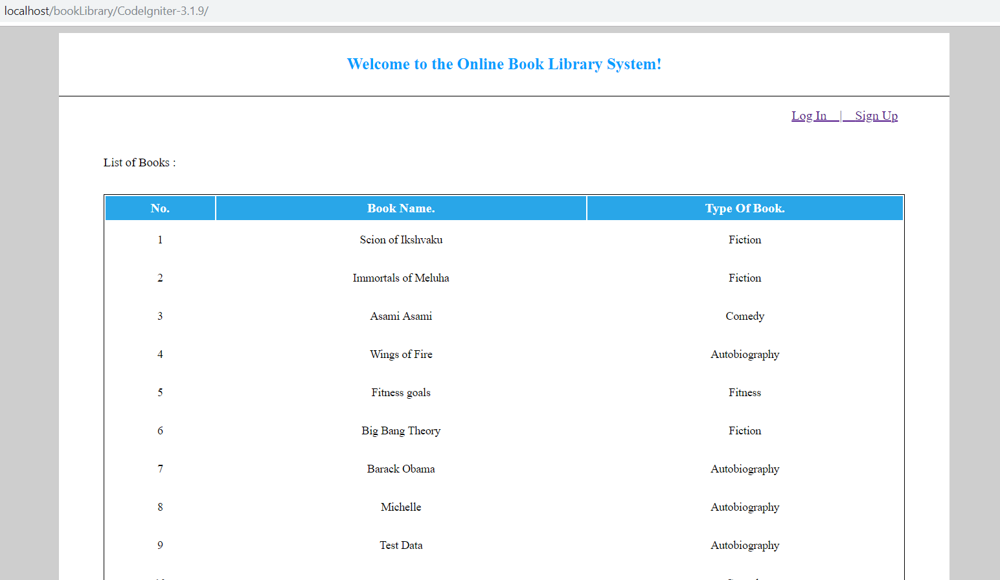 localhost/bookLibrary/CodeIgniter-3.1.9/
Welcome to the Online Book Library System!
Log In | Sign Up
List of Books :
No. Book Name. Type Of Book.
1 Scion of Ikshvaku Fiction
2 Immortals of Meluha Fiction
3 Asami Asami Comedy
4 Wings of Fire Autobiography
5 Fitness goals Fitness
6 Big Bang Theory Fiction
7 Barack Obama Autobiography
8 Michelle Autobiography
9 Test Data Autobiography